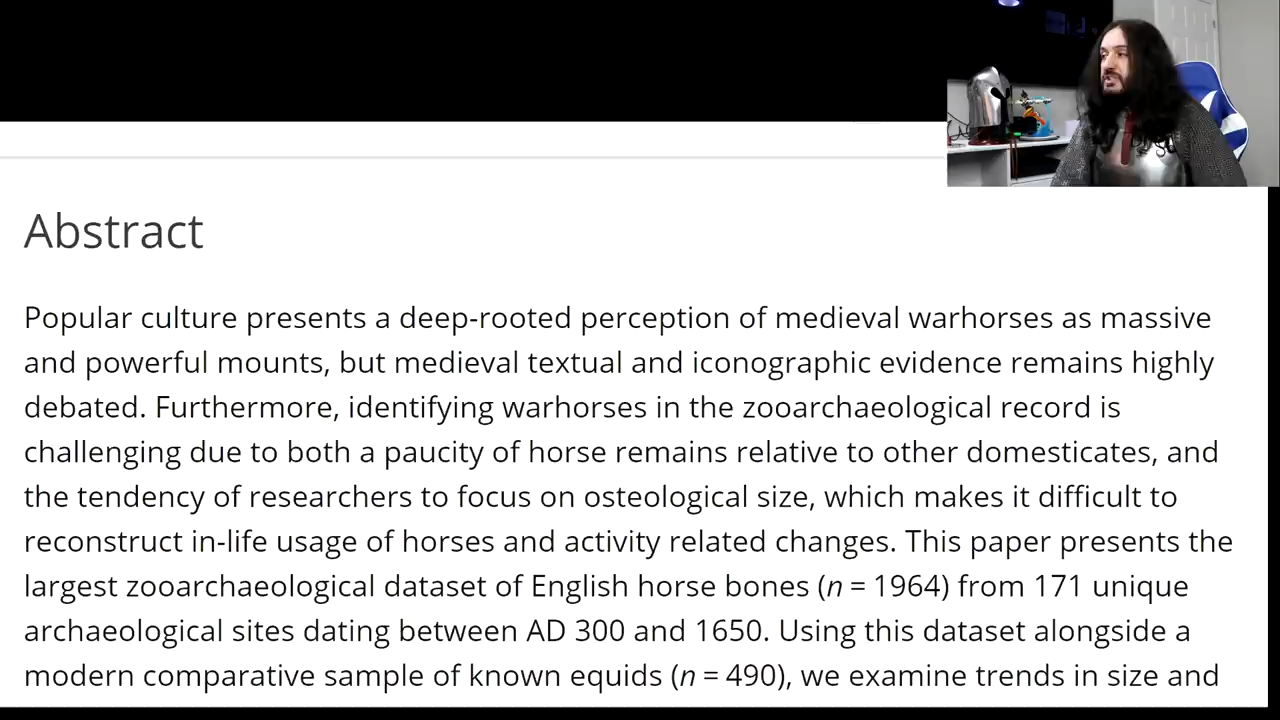 Abstract
Popular culture presents a deep-rooted perception of medieval warhorses as massive
and powerful mounts, but medieval textual and iconographic evidence remains highly
debated. Furthermore, identifying warhorses in the zooarchaeological record is
challenging due to both a paucity of horse remains relative to other domesticates, and
the tendency of researchers to focus on osteological size, which makes it difficult to
reconstruct in-life usage of horses and activity related changes. This paper presents the
largest zooarchaeological dataset of English horse bones (n = 1964) from 171 unique
archaeological sites dating between AD 300 and 1650. Using this dataset alongside a
modern comparative sample of known equids (n = 490), we examine trends in size and